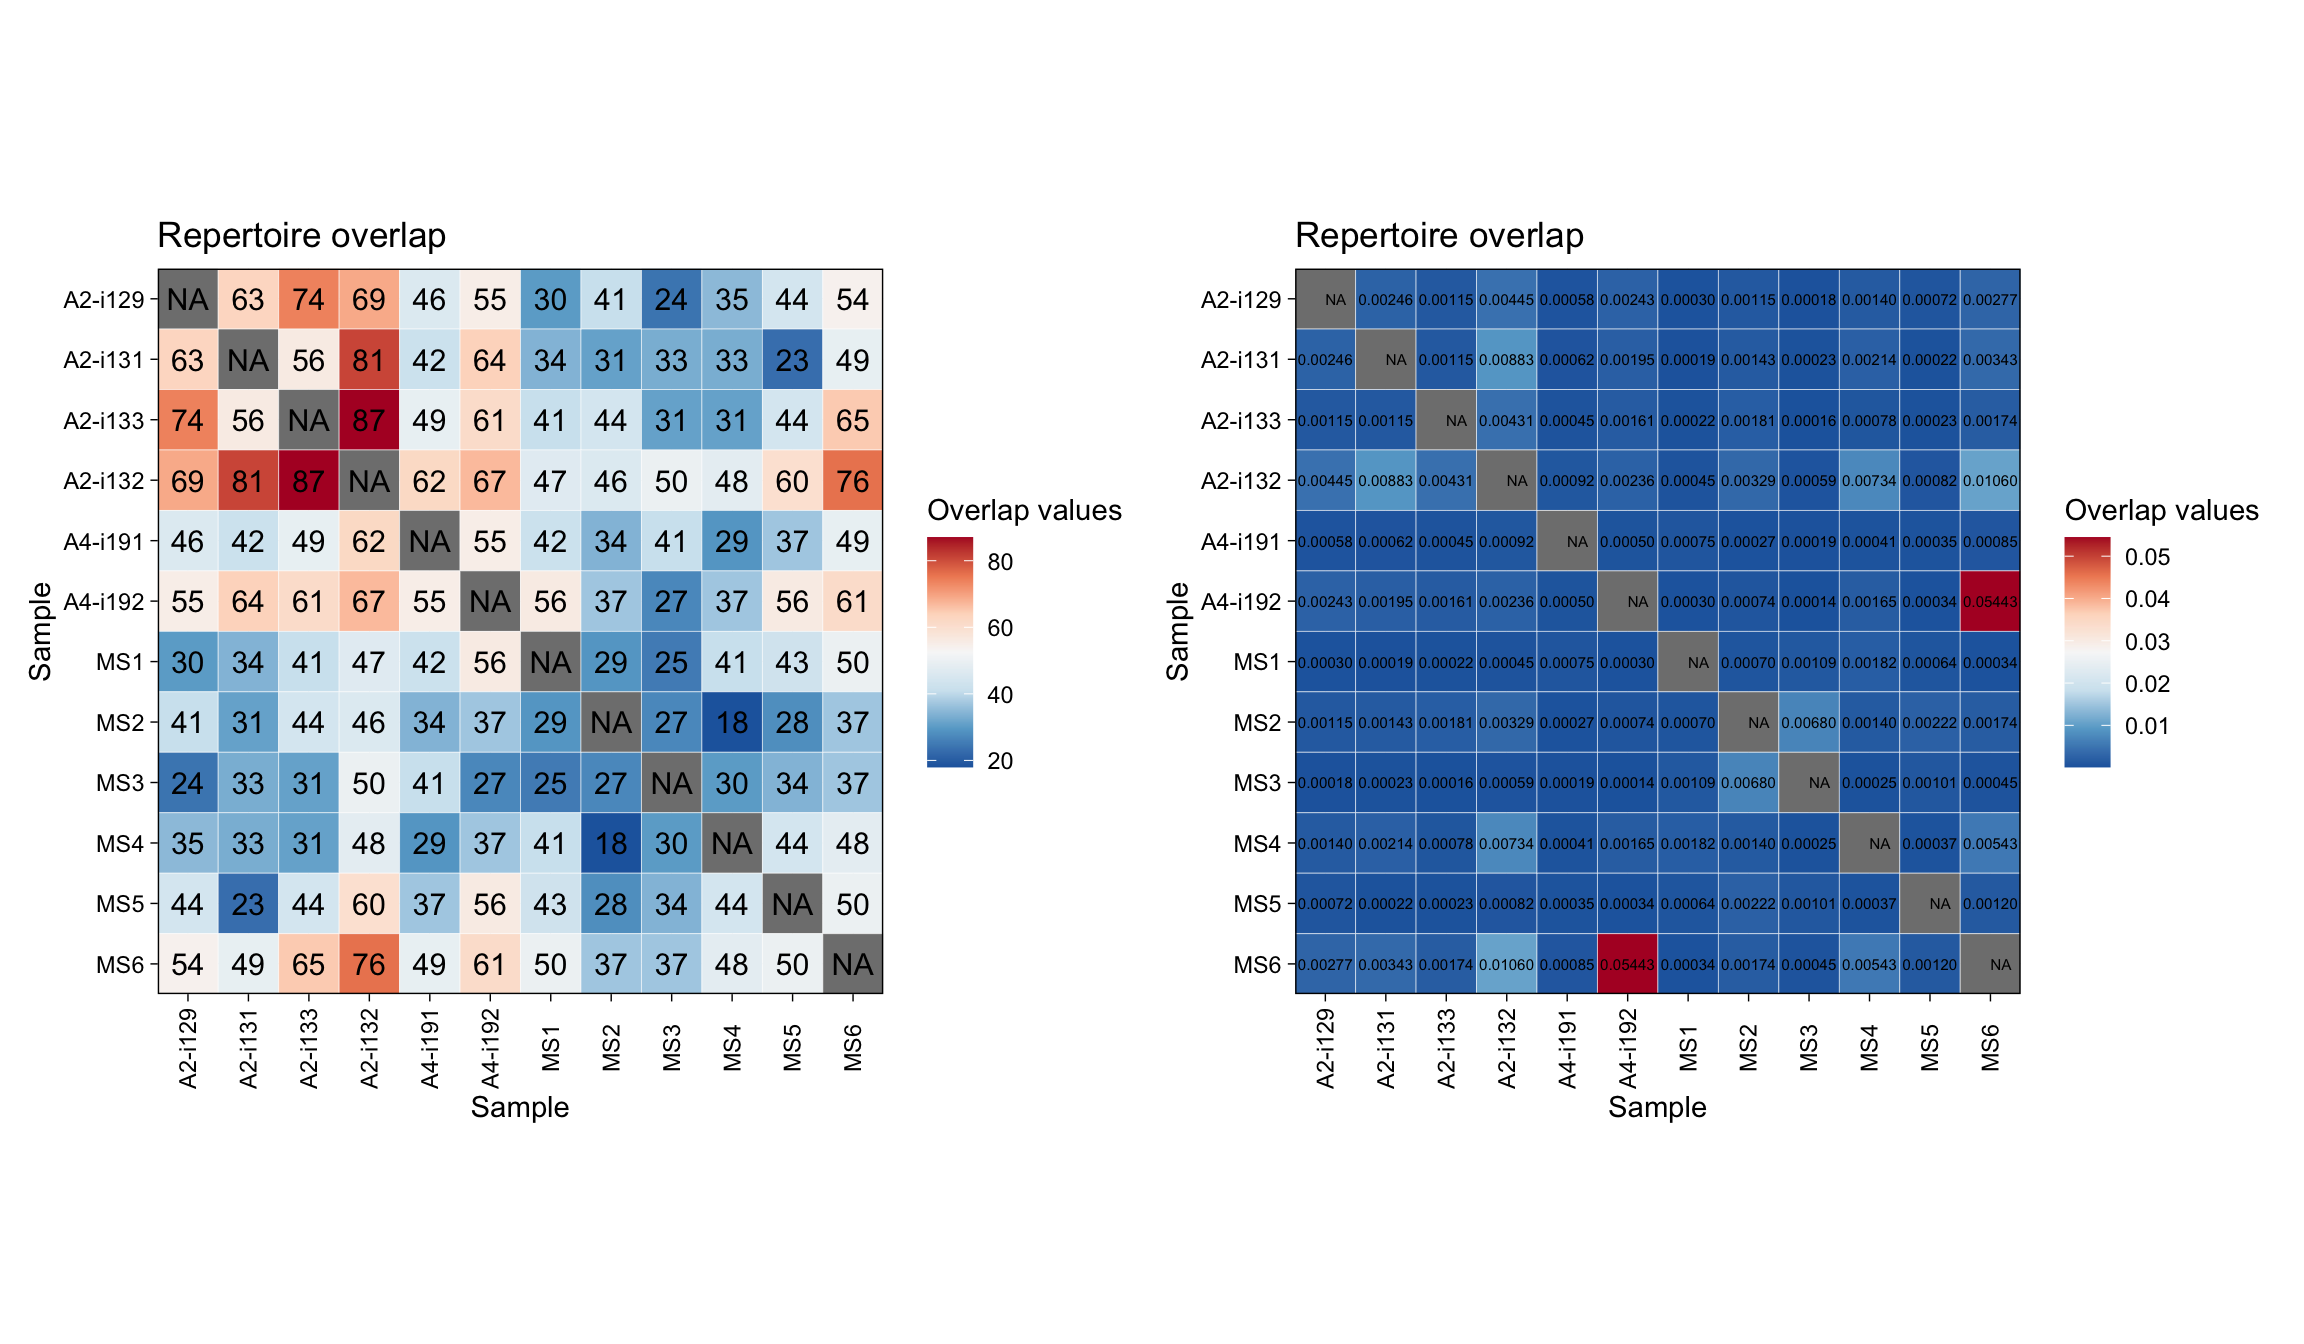 Repertoire overlap
A2-i129 NA 63 74 69 46 55 30 41 24 35 44 54
A2-i131 63 NA 56 81 42 64 34 31 33 33 23 49
A2-i133 74 56 NA 87 49 61 41 44 31 31 44 65
A2-i132 69 81 87 NA 62 67 47 46 50 48 60 76
A4-i191 46 42 49 62 NA 55 42 34 41 29 37 49
A4-i192 55 64 61 67 55 NA 56 37 27 37 56 61
MS1 30 34 41 47 42 56 NA 29 25 41 43 50
MS2 41 31 44 46 34 37 29 NA 27 18 28 37
MS3 24 33 31 50 41 27 25 27 NA 30 34 37
MS4 35 33 31 48 29 37 41 18 30 NA 44 48
MS5 44 23 44 60 37 56 43 28 34 44 NA 50
MS6 54 49 65 76 49 61 50 37 37 48 50 NA
A2-i129 A2-i131 A2-i133 A2-i132 A4-i191 A4-i192 MS1 MS2 MS3 MS4 MS5 MS6
Sample
Sample
Overlap values
80
60
40
20
Repertoire overlap
A2-i129 NA 0.00246 0.00115 0.00445 0.00058 0.00243 0.00030 0.00115 0.00018 0.00140 0.00072 0.00277
A2-i131 0.00246 NA 0.00115 0.00883 0.00062 0.00195 0.00019 0.00143 0.00023 0.00214 0.00022 0.00343
A2-i133 0.00115 0.00115 NA 0.00431 0.00045 0.00161 0.00022 0.00181 0.00016 0.00078 0.00023 0.00174
A2-i132 0.00445 0.00883 0.00431 NA 0.00092 0.00236 0.00045 0.00329 0.00059 0.00734 0.00082 0.01060
A4-i191 0.00058 0.00062 0.00045 0.00092 NA 0.00050 0.00075 0.00027 0.00019 0.00041 0.00035 0.00085
A4-i192 0.00243 0.00195 0.00161 0.00236 0.00050 NA 0.00030 0.00074 0.00014 0.00165 0.00034 0.05443
MS1 0.00030 0.00019 0.00022 0.00045 0.00075 0.00030 NA 0.00070 0.00109 0.00182 0.00064 0.00034
MS2 0.00115 0.00143 0.00181 0.00329 0.00027 0.00074 0.00070 NA 0.00680 0.00140 0.00222 0.00174
MS3 0.00018 0.00023 0.00016 0.00059 0.00019 0.00014 0.00109 0.00680 NA 0.00025 0.00101 0.00045
MS4 0.00140 0.00214 0.00078 0.00734 0.00041 0.00165 0.00182 0.00140 0.00025 NA 0.00037 0.00543
MS5 0.00072 0.00022 0.00023 0.00082 0.00035 0.00034 0.00064 0.00222 0.00101 0.00037 NA 0.00120
MS6 0.00277 0.00343 0.00174 0.01060 0.00085 0.05443 0.00034 0.00174 0.00045 0.00543 0.00120 NA
A2-i129 A2-i131 A2-i133 A2-i132 A4-i191 A4-i192 MS1 MS2 MS3 MS4 MS5 MS6
Sample
Sample
Overlap values
0.05
0.04
0.03
0.02
0.01